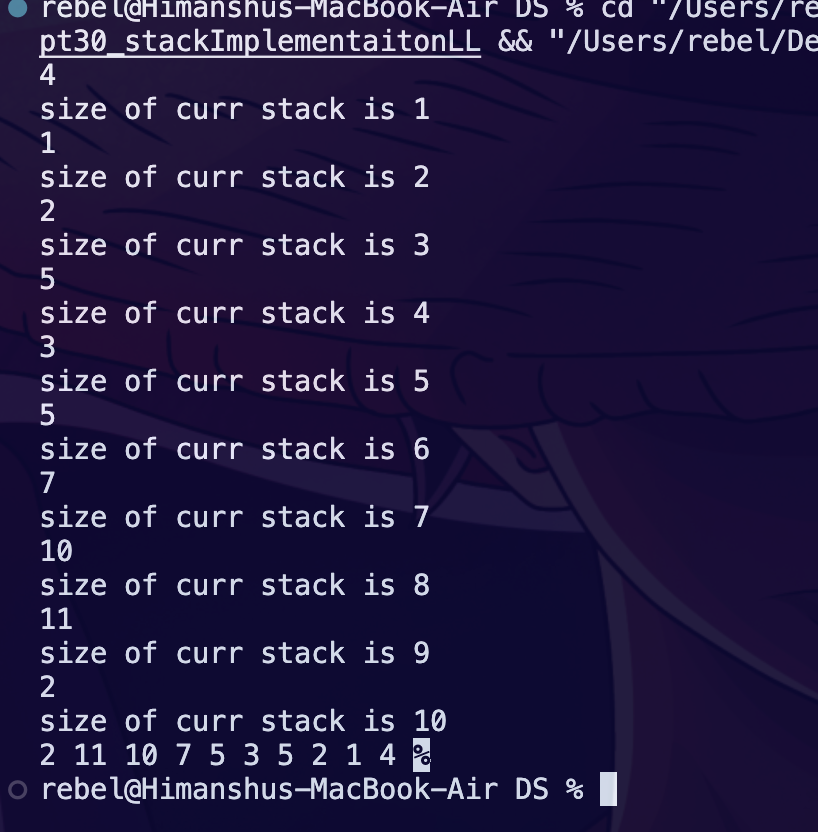 rebel@Himanshus-MacBook-Air DS % cd "/Users/re
pt30_stackImplementaitonLL && "/Users/rebel/De
4
size of curr stack is 1
1
size of curr stack is 2
2
size of curr stack is 3
5
size of curr stack is 4
3
size of curr stack is 5
5
size of curr stack is 6
7
size of curr stack is 7
10
size of curr stack is 8
11
size of curr stack is 9
2
size of curr stack is 10
2 11 10 7 5 3 5 2 1 4 %
rebel@Himanshus-MacBook-Air DS %